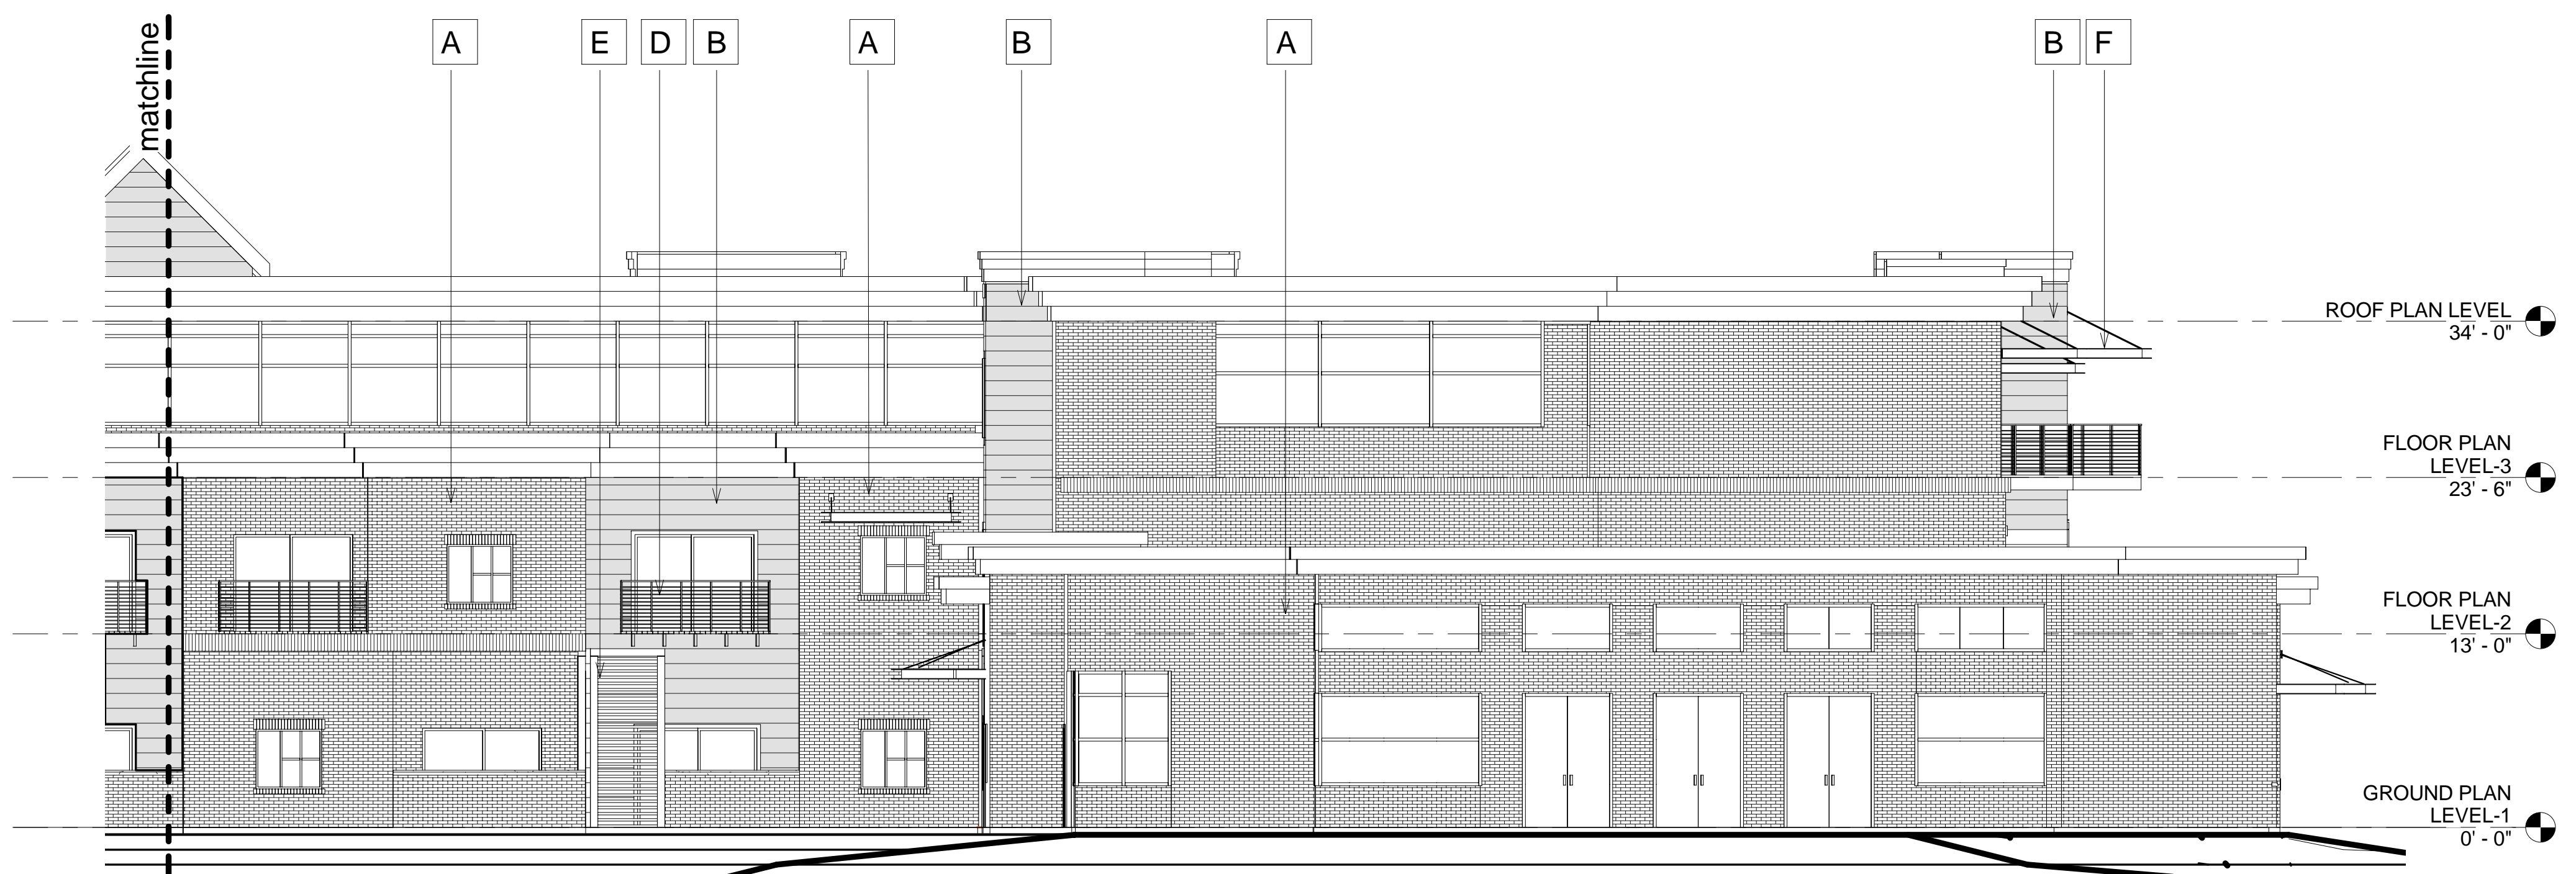 matchline
A
E
D
B
A
B
A
B
F
ROOF PLAN LEVEL
34' - 0"
FLOOR PLAN
LEVEL-3
23' - 6"
FLOOR PLAN
LEVEL-2
13' - 0"
GROUND PLAN
LEVEL-1
0' - 0"